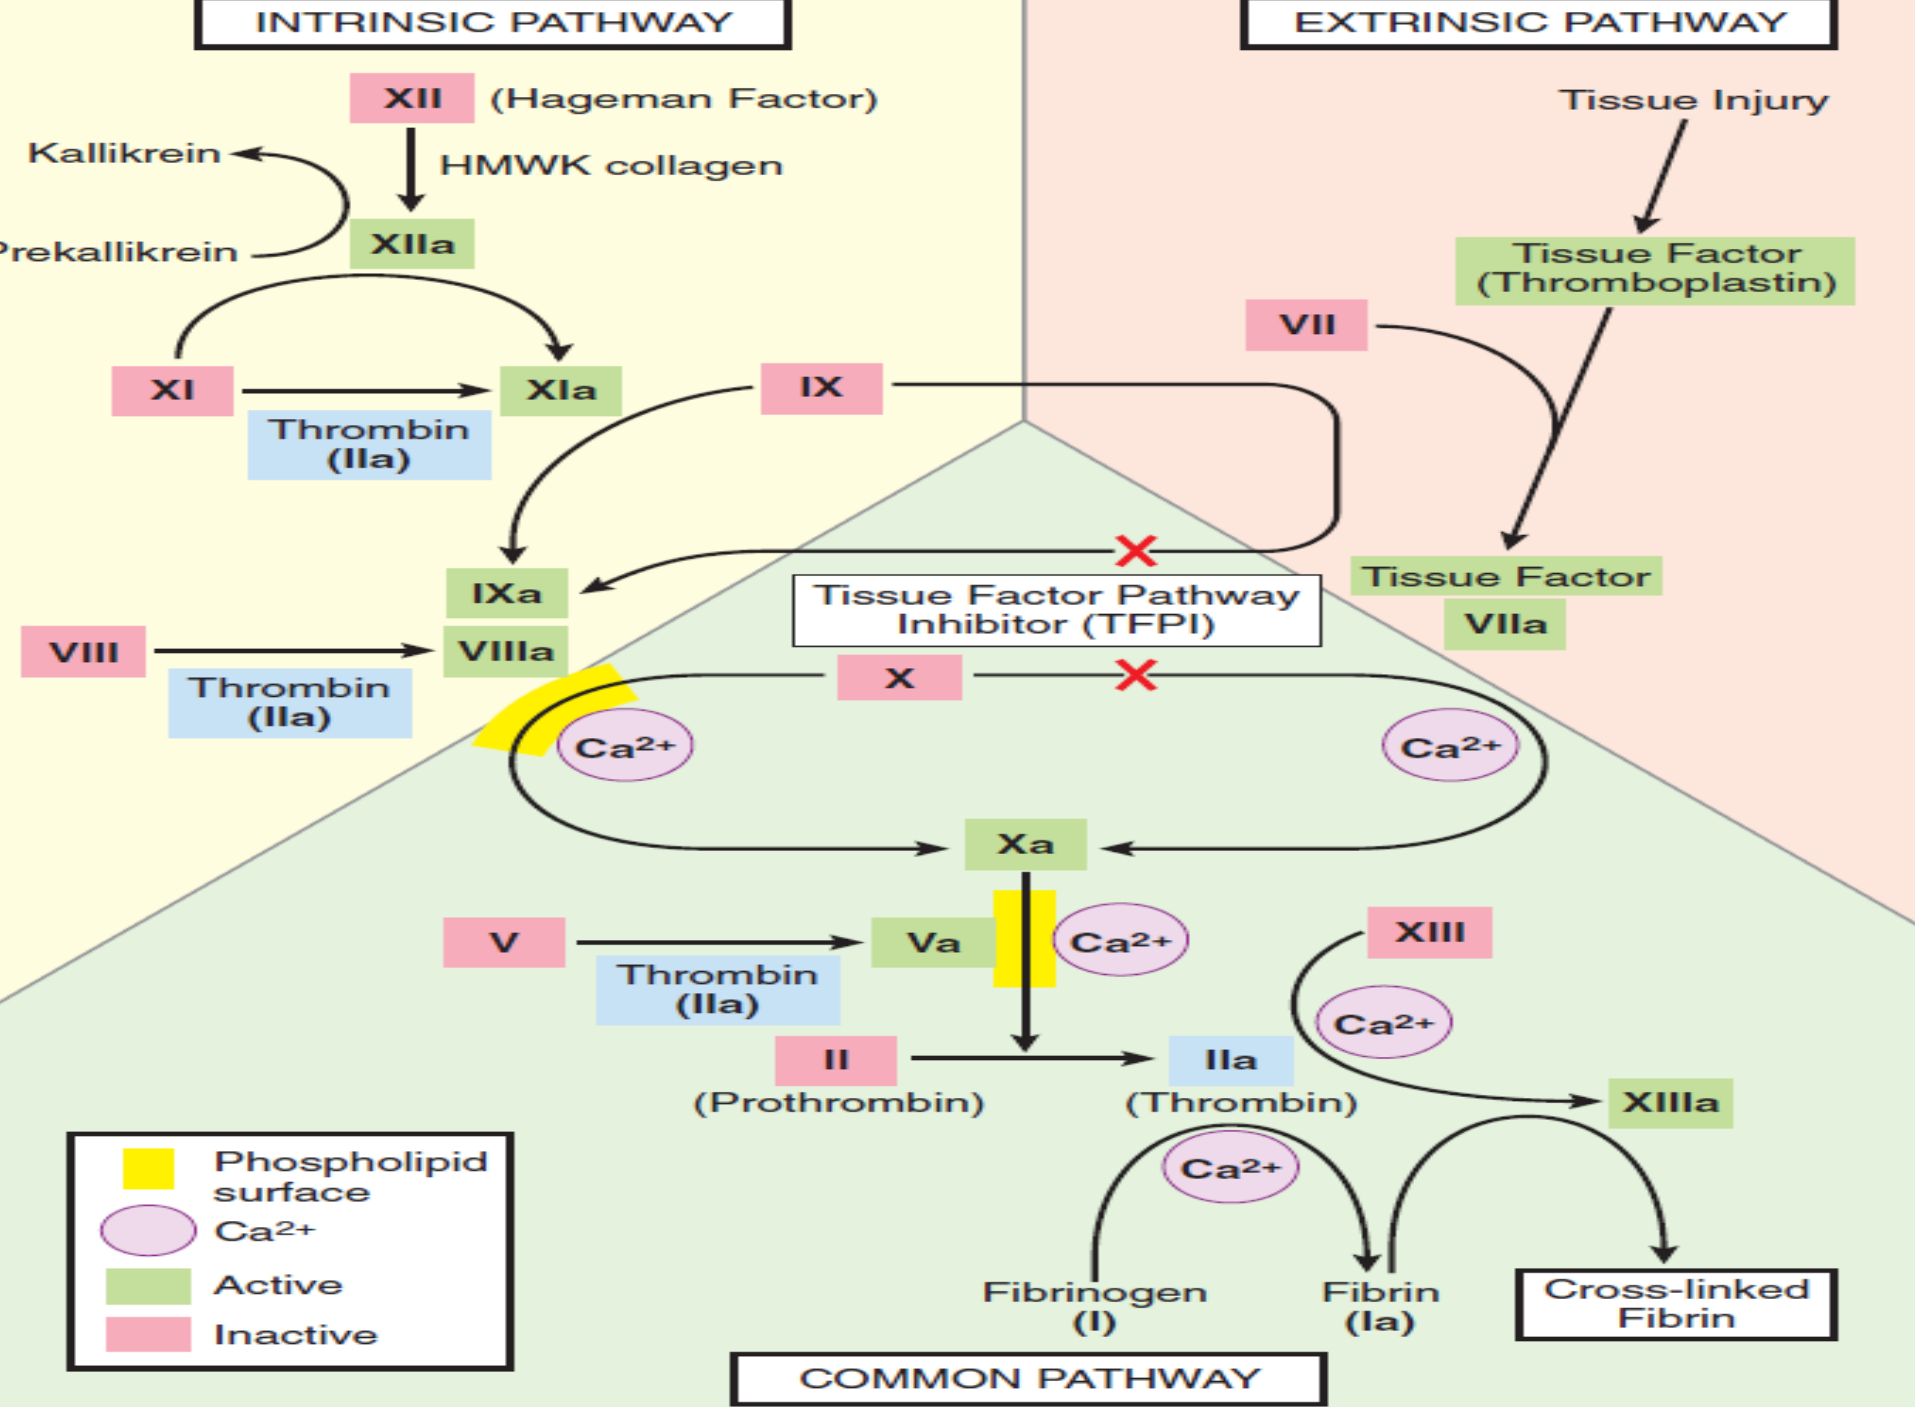 INTRINSIC PATHWAY
EXTRINSIC PATHWAY
XII (Hageman Factor)
Tissue Injury
Kallikrein
HMWK collagen
Prekallikrein
XIIa
Tissue Factor
(Thromboplastin)
VII
XI
XIa
IX
Thrombin
(IIa)
IXa
Tissue Factor
VIIa
Tissue Factor Pathway
Inhibitor (TFPI)
VIII
VIIIa
Thrombin
(IIa)
X
Ca2+
Ca2+
Xa
V
Va
Ca2+
XIII
Thrombin
(IIa)
Ca2+
II
IIa
(Prothrombin)
(Thrombin)
XIIIa
Ca2+
Phospholipid
surface
Ca2+
Active
Inactive
Fibrinogen
(I)
Fibrin
(Ia)
Cross-linked
Fibrin
COMMON PATHWAY